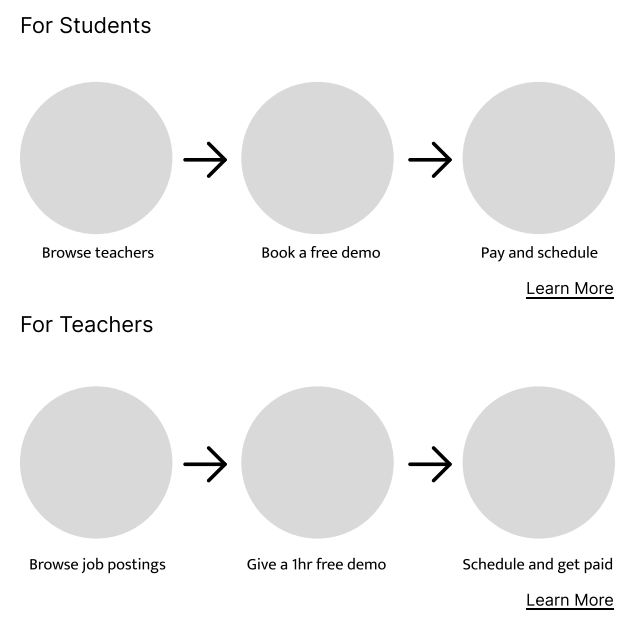 For Students
Browse teachers
Book a free demo
Pay and schedule
Learn More
For Teachers
Browse job postings
Give a 1hr free demo
Schedule and get paid
Learn More